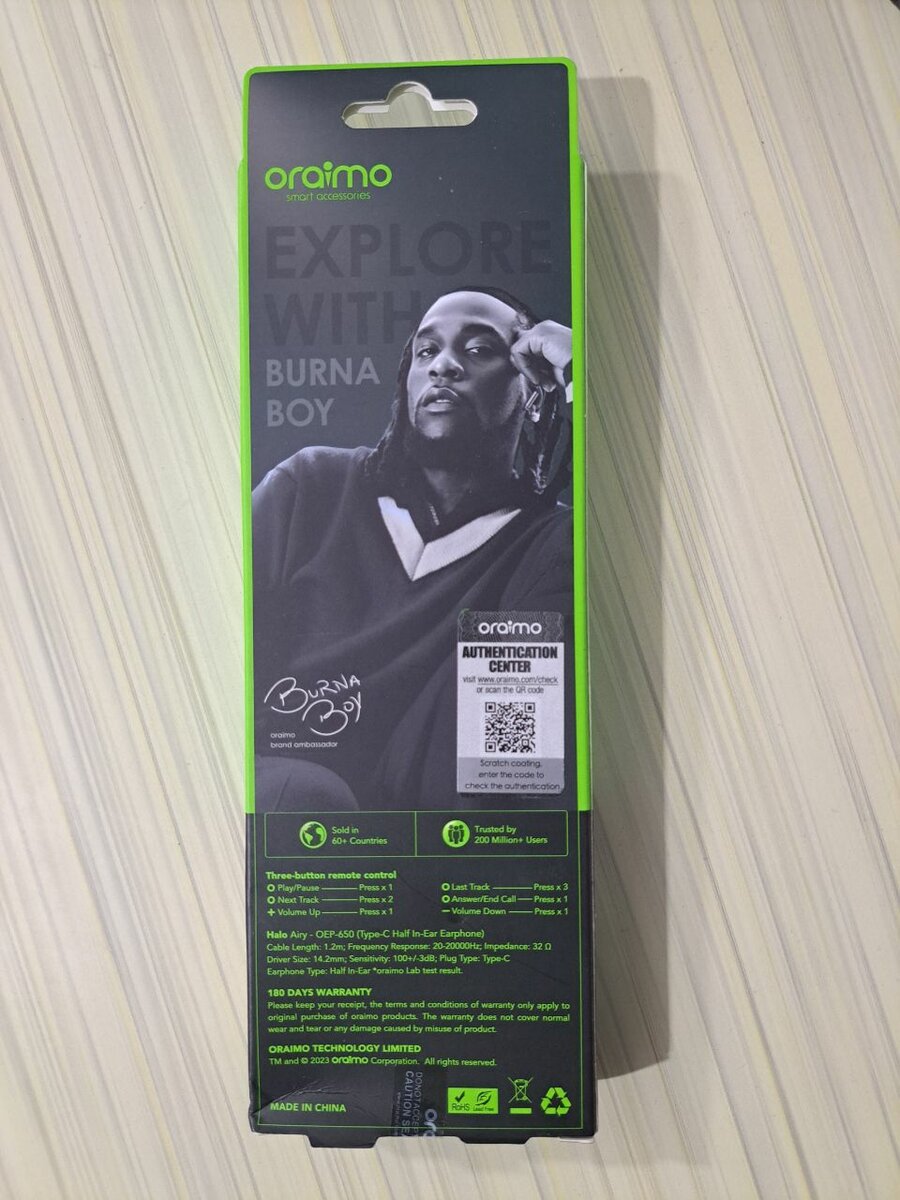 oraimo
smart accessories
EXPLORE
WITH
BURNA
BOY
BURNA
BOY
oraimo
brand ambassador
oraimo
AUTHENTICATION
CENTER
visit www.oraimo.com/check
or scan the QR code
Scratch coating,
enter the code to
check the authentication
Sold in
60+ Countries
Trusted by
200 Million+ Users
Three-button remote control
Play/Pause Press x 1
Next Track Press x 2
+ Volume Up Press x 1
Last Track Press x 3
Answer/End Call Press x 1
− Volume Down Press x 1
Halo Airy - OEP-650 (Type-C Half In-Ear Earphone)
Cable Length: 1.2m; Frequency Response: 20-20000Hz; Impedance: 32 Ω
Driver Size: 14.2mm; Sensitivity: 100+/-3dB; Plug Type: Type-C
Earphone Type: Half In-Ear *oraimo Lab test result.
180 DAYS WARRANTY
Please keep your receipt, the terms and conditions of warranty only apply to
original purchase of oraimo products. The warranty does not cover normal
wear and tear or any damage caused by misuse of product.
ORAIMO TECHNOLOGY LIMITED
TM and © 2023 oraimo Corporation. All rights reserved.
MADE IN CHINA
CAUTION
RoHS
Lead Free